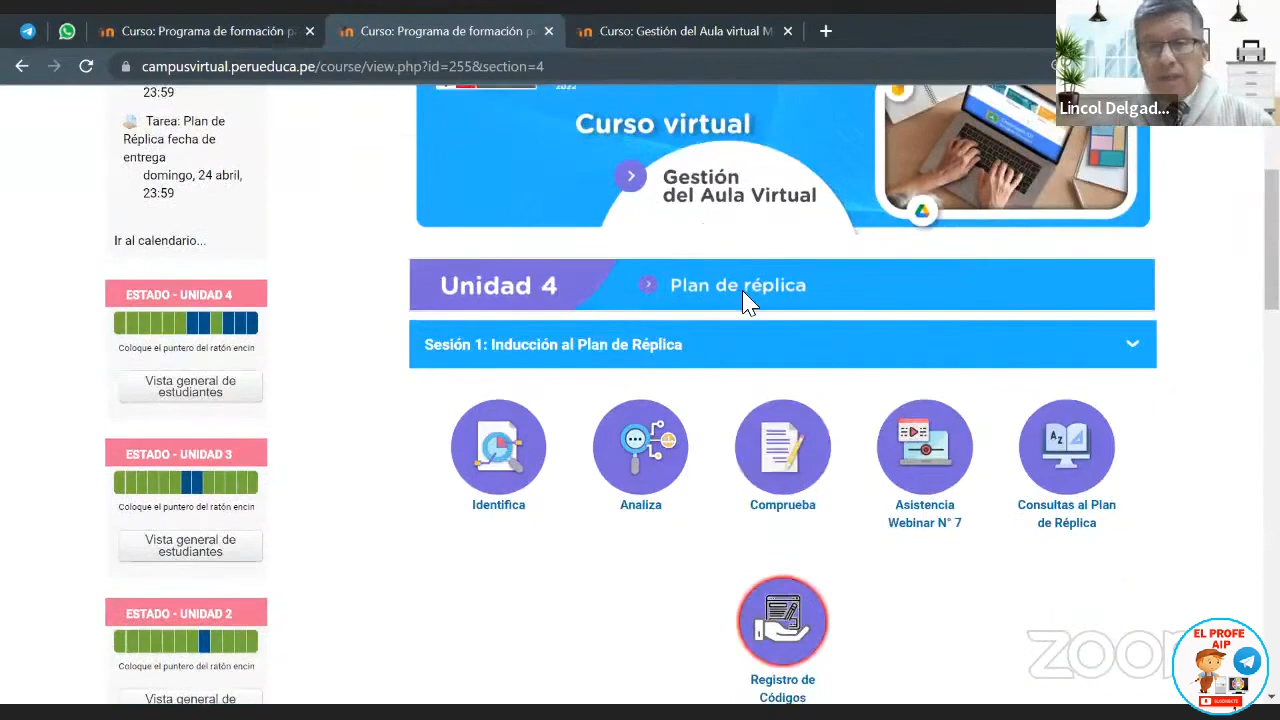 Curso: Programa de formación p
Curso: Programa de formación p
Curso: Gestión del Aula virtual M
campusvirtual.perueduca.pe/course/view.php?id=255&section=4
Lincol Delgad...
23:59
Tarea: Plan de
Réplica fecha de
entrega
domingo, 24 abril,
23:59
Ir al calendario...
ESTADO - UNIDAD 4
Coloque el puntero del ratón encin
Vista general de
estudiantes
ESTADO - UNIDAD 3
Coloque el puntero del ratón encin
Vista general de
estudiantes
ESTADO - UNIDAD 2
Coloque el puntero del ratón encin
Vista general de
2022
Curso virtual
Gestión
del Aula Virtual
Unidad 4
Plan de réplica
Sesión 1: Inducción al Plan de Réplica
Identifica
Analiza
Comprueba
Asistencia
Webinar N° 7
Consultas al Plan
de Réplica
Registro de
Códigos
zoom
EL PROFE
AIP